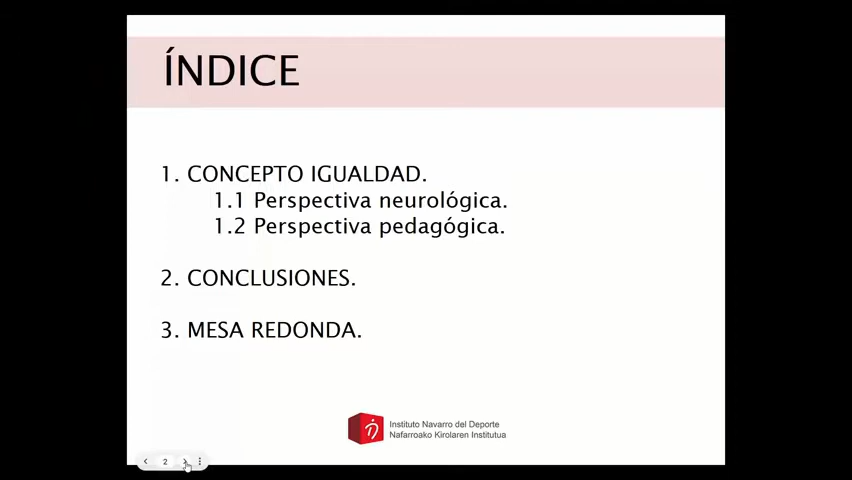 ÍNDICE
1. CONCEPTO IGUALDAD.
1.1 Perspectiva neurológica.
1.2 Perspectiva pedagógica.
2. CONCLUSIONES.
3. MESA REDONDA.
Instituto Navarro del Deporte
Nafarroako Kirolaren Institutua
2